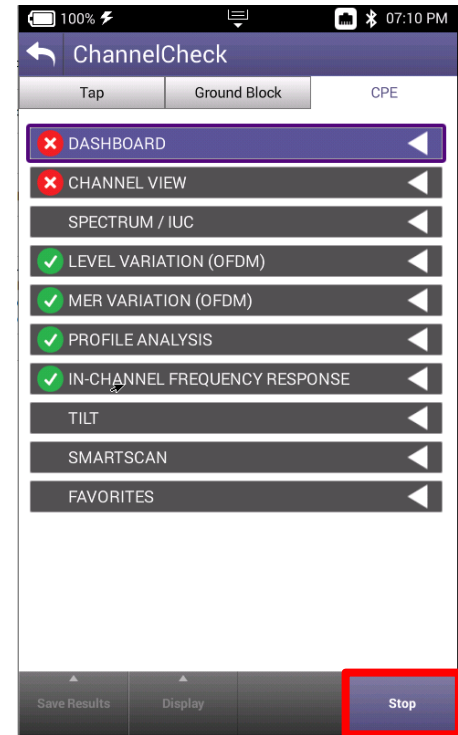 100% 07:10 PM
ChannelCheck
Tap Ground Block CPE
DASHBOARD
CHANNEL VIEW
SPECTRUM / IUC
LEVEL VARIATION (OFDM)
MER VARIATION (OFDM)
PROFILE ANALYSIS
IN-CHANNEL FREQUENCY RESPONSE
TILT
SMARTSCAN
FAVORITES
Save Results Display Stop